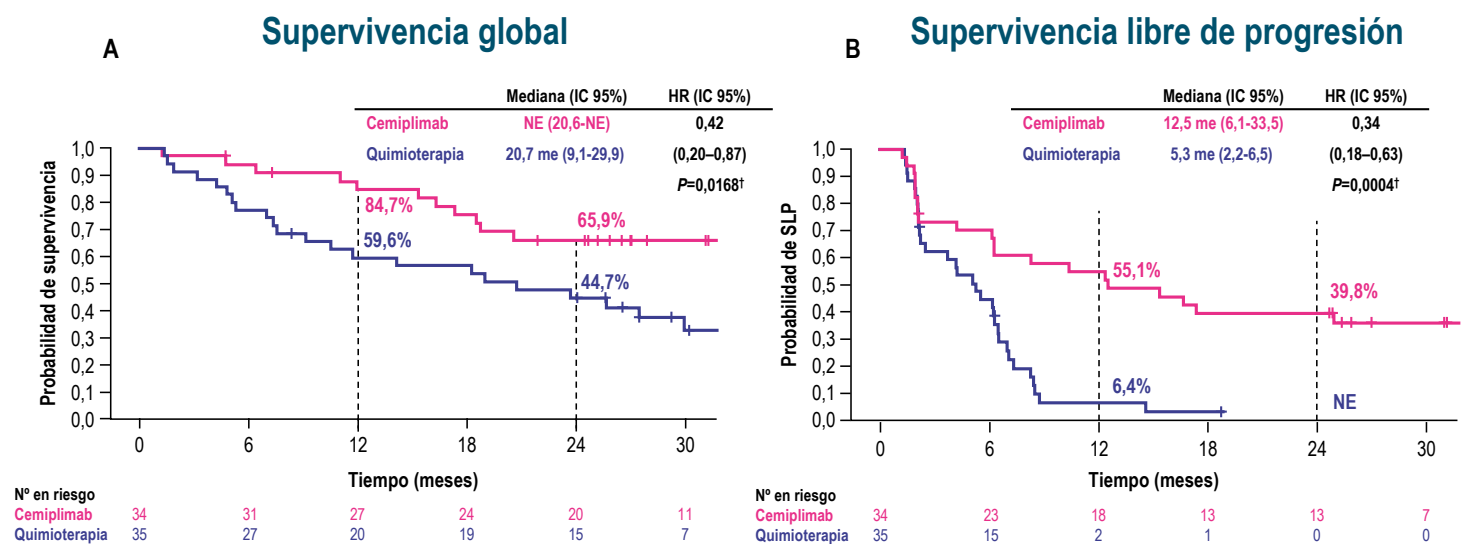 A
Supervivencia global
Mediana (IC 95%) HR (IC 95%)
Cemiplimab NE (20,6-NE) 0,42
Quimioterapia 20,7 me (9,1-29,9) (0,20–0,87)
P=0,0168†
Probabilidad de supervivencia
1,0
0,9
0,8
0,7
0,6
0,5
0,4
0,3
0,2
0,1
0,0
84,7%
59,6%
65,9%
44,7%
0 6 12 18 24 30
Tiempo (meses)
Nº en riesgo
Cemiplimab 34 31 27 24 20 11
Quimioterapia 35 27 20 19 15 7
B
Supervivencia libre de progresión
Mediana (IC 95%) HR (IC 95%)
Cemiplimab 12,5 me (6,1-33,5) 0,34
Quimioterapia 5,3 me (2,2-6,5) (0,18–0,63)
P=0,0004†
Probabilidad de SLP
1,0
0,9
0,8
0,7
0,6
0,5
0,4
0,3
0,2
0,1
0,0
55,1%
6,4%
39,8%
NE
0 6 12 18 24 30
Tiempo (meses)
Nº en riesgo
Cemiplimab 34 23 18 13 13 7
Quimioterapia 35 15 2 1 0 0